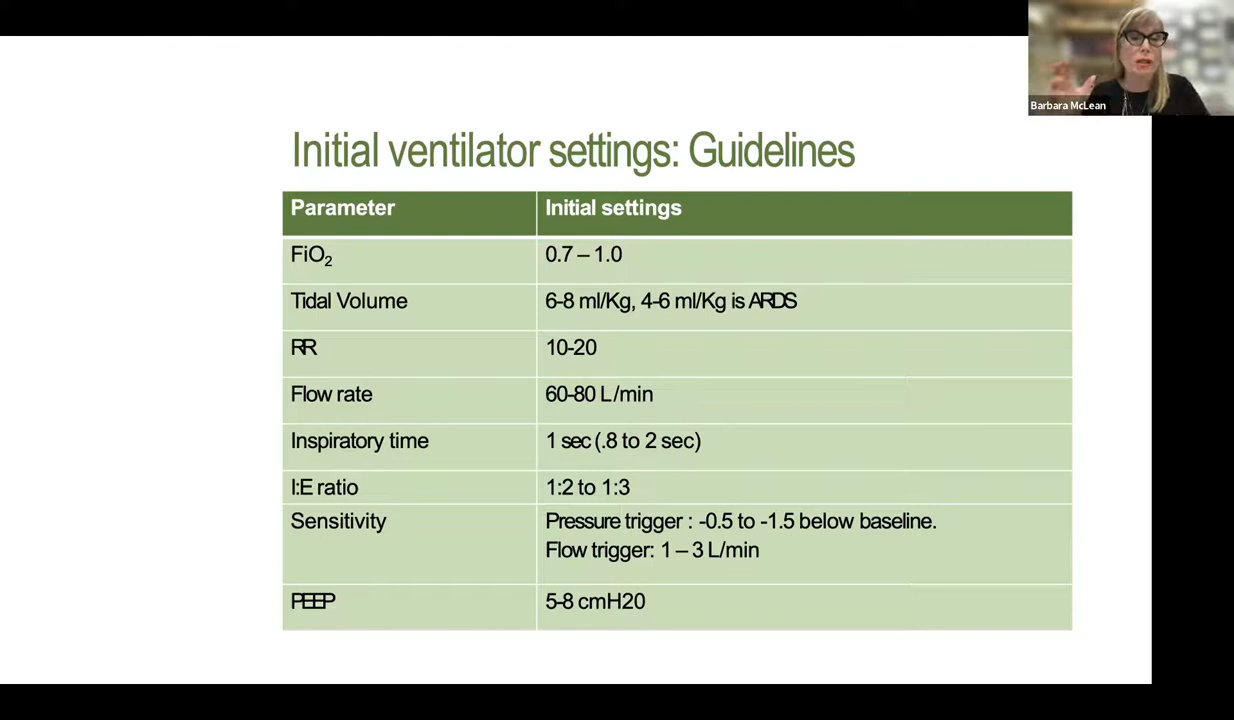 Barbara McLean
Initial ventilator settings: Guidelines
Parameter Initial settings
FiO2 0.7 – 1.0
Tidal Volume 6-8 ml/Kg, 4-6 ml/Kg is ARDS
RR 10-20
Flow rate 60-80 L/min
Inspiratory time 1 sec (.8 to 2 sec)
I:E ratio 1:2 to 1:3
Sensitivity Pressure trigger : -0.5 to -1.5 below baseline.
Flow trigger: 1 – 3 L/min
PEEP 5-8 cmH20